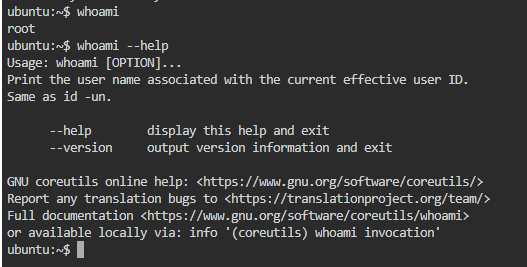 ubuntu:~$ whoami
root
ubuntu:~$ whoami --help
Usage: whoami [OPTION]...
Print the user name associated with the current effective user ID.
Same as id -un.
--help display this help and exit
--version output version information and exit
GNU coreutils online help: <https://www.gnu.org/software/coreutils/>
Report any translation bugs to <https://translationproject.org/team/>
Full documentation <https://www.gnu.org/software/coreutils/whoami>
or available locally via: info '(coreutils) whoami invocation'
ubuntu:~$